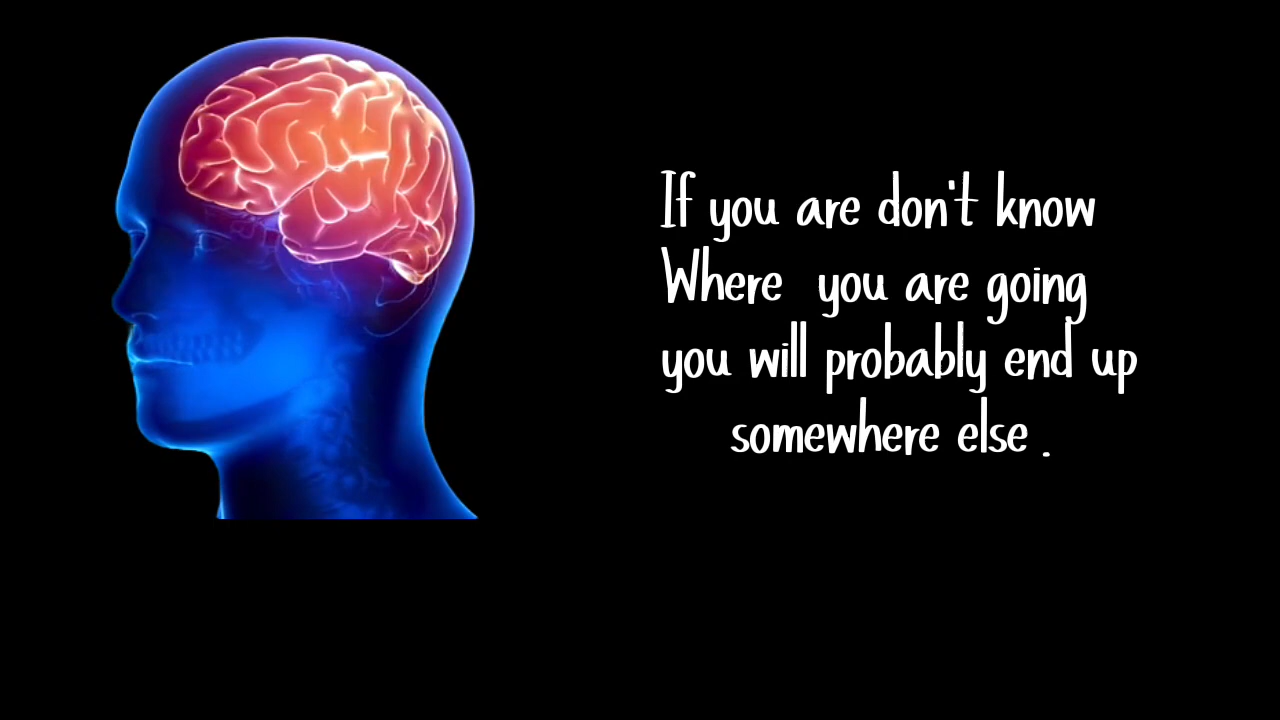 If you are don't know
Where you are going
you will probably end up
somewhere else .